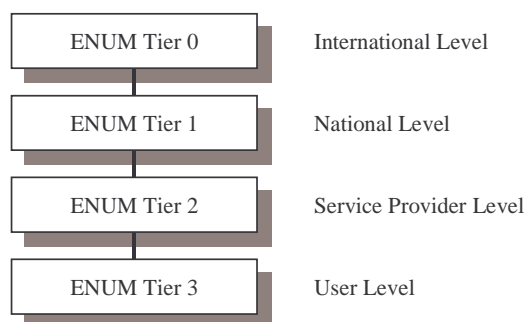 ENUM Tier 0 International Level
ENUM Tier 1 National Level
ENUM Tier 2 Service Provider Level
ENUM Tier 3 User Level